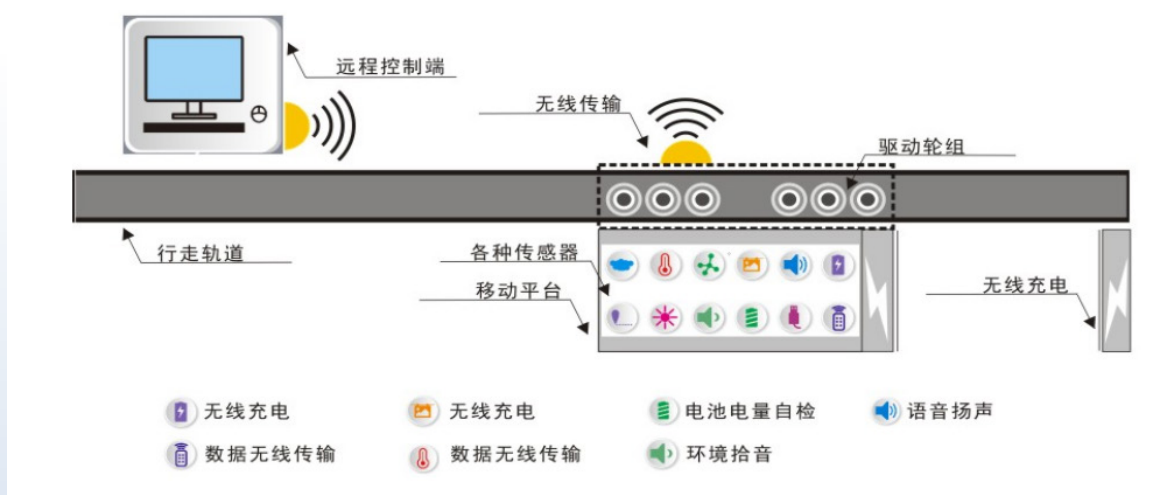 远程控制端
无线传输
驱动轮组
行走轨道
各种传感器
移动平台
无线充电
无线充电
无线充电
电池电量自检
语音扬声
数据无线传输
数据无线传输
环境拾音